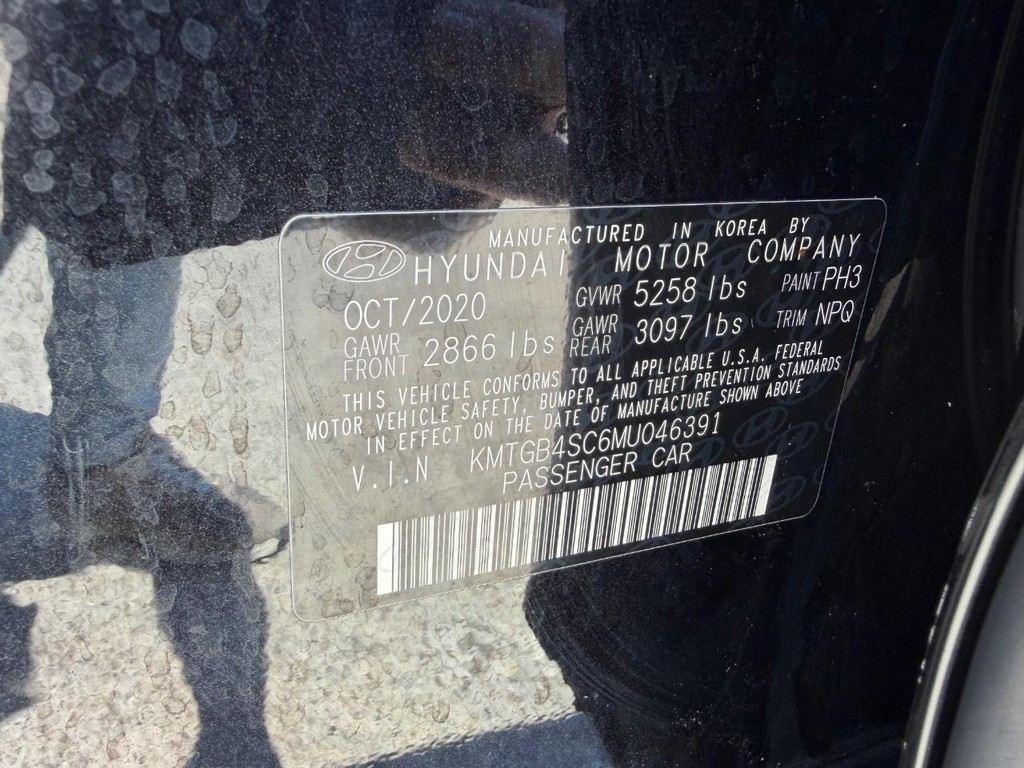 MANUFACTURED IN KOREA BY
HYUNDAI MOTOR COMPANY
OCT/2020 GVWR 5258 lbs PAINT PH3
GAWR FRONT 2866 lbs GAWR REAR 3097 lbs TRIM NPQ
THIS VEHICLE CONFORMS TO ALL APPLICABLE U.S.A. FEDERAL
MOTOR VEHICLE SAFETY, BUMPER, AND THEFT PREVENTION STANDARDS
IN EFFECT ON THE DATE OF MANUFACTURE SHOWN ABOVE
V.I.N KMTGB4SC6MU046391
PASSENGER CAR